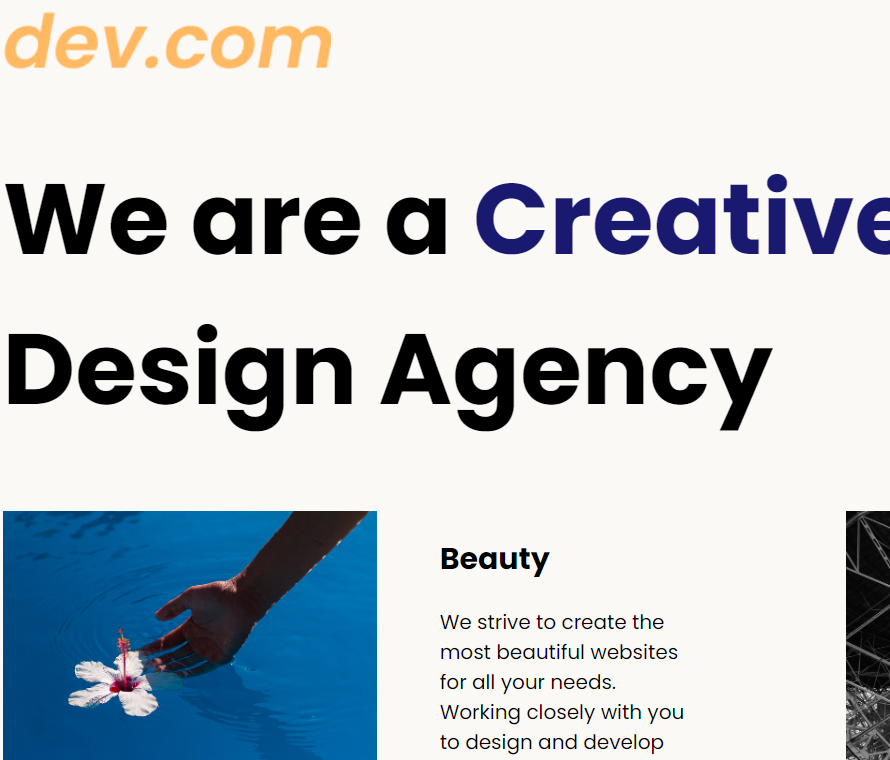 dev.com
We are a Creative
Design Agency
Beauty
We strive to create the
most beautiful websites
for all your needs.
Working closely with you
to design and develop